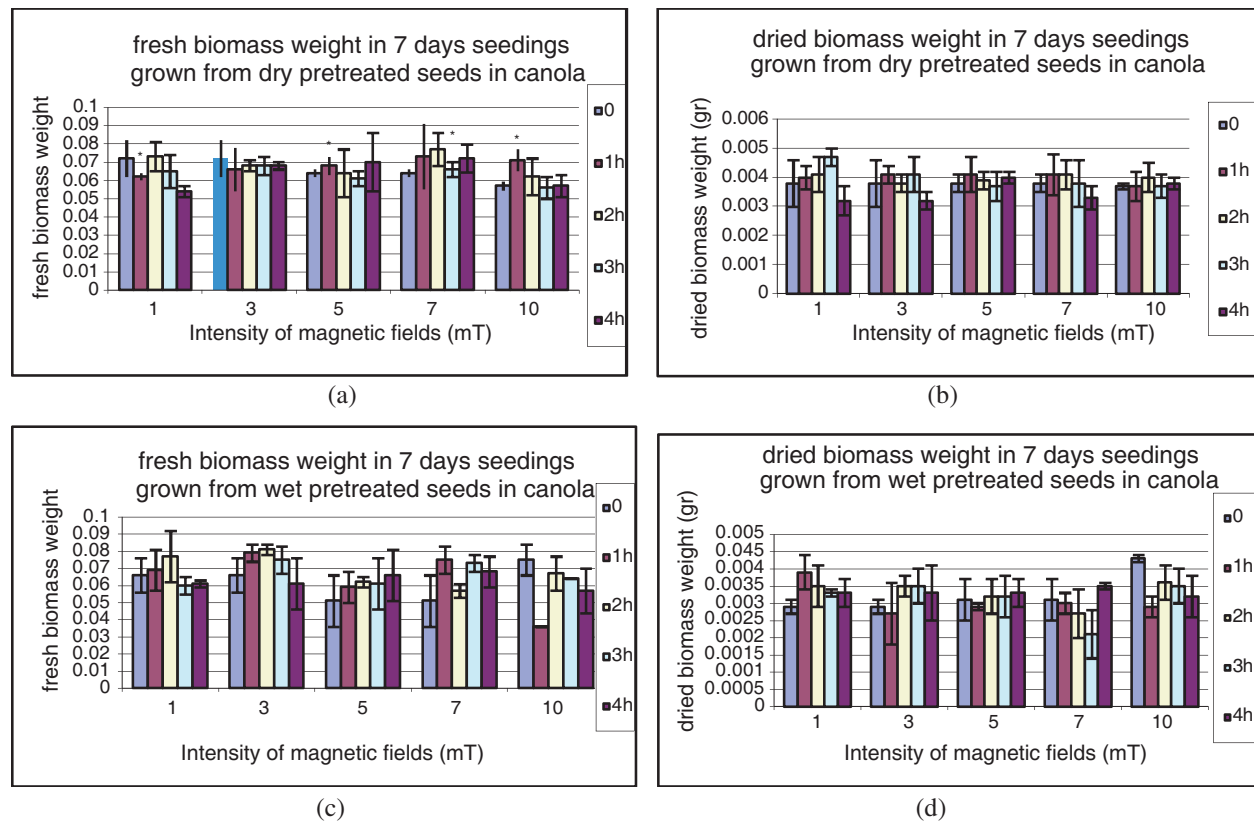 fresh biomass weight in 7 days seedings
grown from dry pretreated seeds in canola
fresh biomass weight
0.1
0.09
0.08
0.07
0.06
0.05
0.04
0.03
0.02
0.01
0
*
*
*
*
1
3
5
7
10
Intensity of magnetic fields (mT)
0
1h
2h
3h
4h
(a)
dried biomass weight in 7 days seedings
grown from dry pretreated seeds in canola
dried biomass weight (gr)
0.006
0.005
0.004
0.003
0.002
0.001
0
1
3
5
7
10
Intensity of magnetic fields (mT)
0
1h
2h
3h
4h
(b)
fresh biomass weight in 7 days seedings
grown from wet pretreated seeds in canola
fresh biomass weight
0.1
0.09
0.08
0.07
0.06
0.05
0.04
0.03
0.02
0.01
0
1
3
5
7
10
Intensity of magnetic fields (mT)
0
1h
2h
3h
4h
(c)
dried biomass weight in 7 days seedings
grown from wet pretreated seeds in canola
dried biomass weight (gr)
0.005
0.0045
0.004
0.0035
0.003
0.0025
0.002
0.0015
0.001
0.0005
0
1
3
5
7
10
Intensity of magnetic fields (mT)
0
1h
2h
3h
4h
(d)